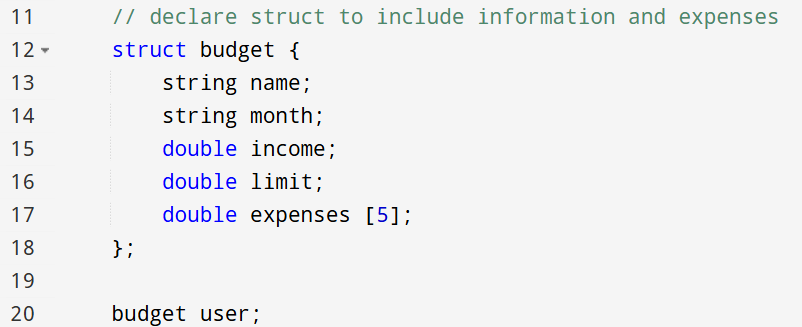 11 // declare struct to include information and expenses
12 struct budget {
13 string name;
14 string month;
15 double income;
16 double limit;
17 double expenses [5];
18 };
19
20 budget user;